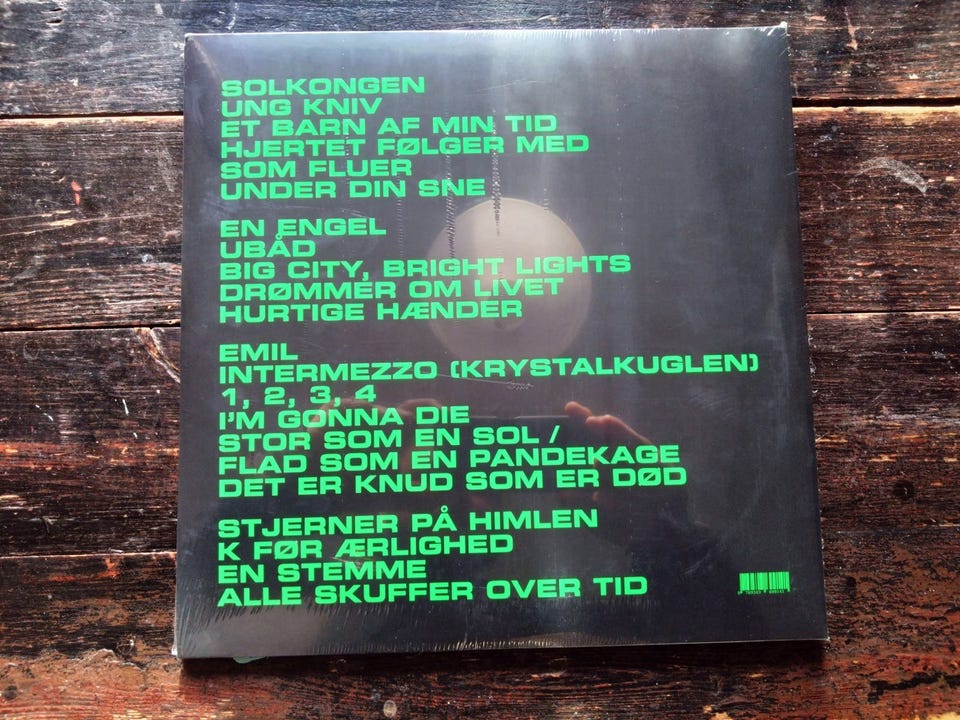 SOLKONGEN
UNG KNIV
ET BARN AF MIN TID
HJERTET FØLGER MED
SOM FLUER
UNDER DIN SNE
EN ENGEL
UBÅD
BIG CITY, BRIGHT LIGHTS
DRØMMER OM LIVET
HURTIGE HÆNDER
EMIL
INTERMEZZO (KRYSTALKUGLEN)
1, 2, 3, 4
I'M GONNA DIE
STOR SOM EN SOL /
FLAD SOM EN PANDEKAGE
DET ER KNUD SOM ER DØD
STJERNER PÅ HIMLEN
K FØR ÆRLIGHED
EN STEMME
ALLE SKUFFER OVER TID